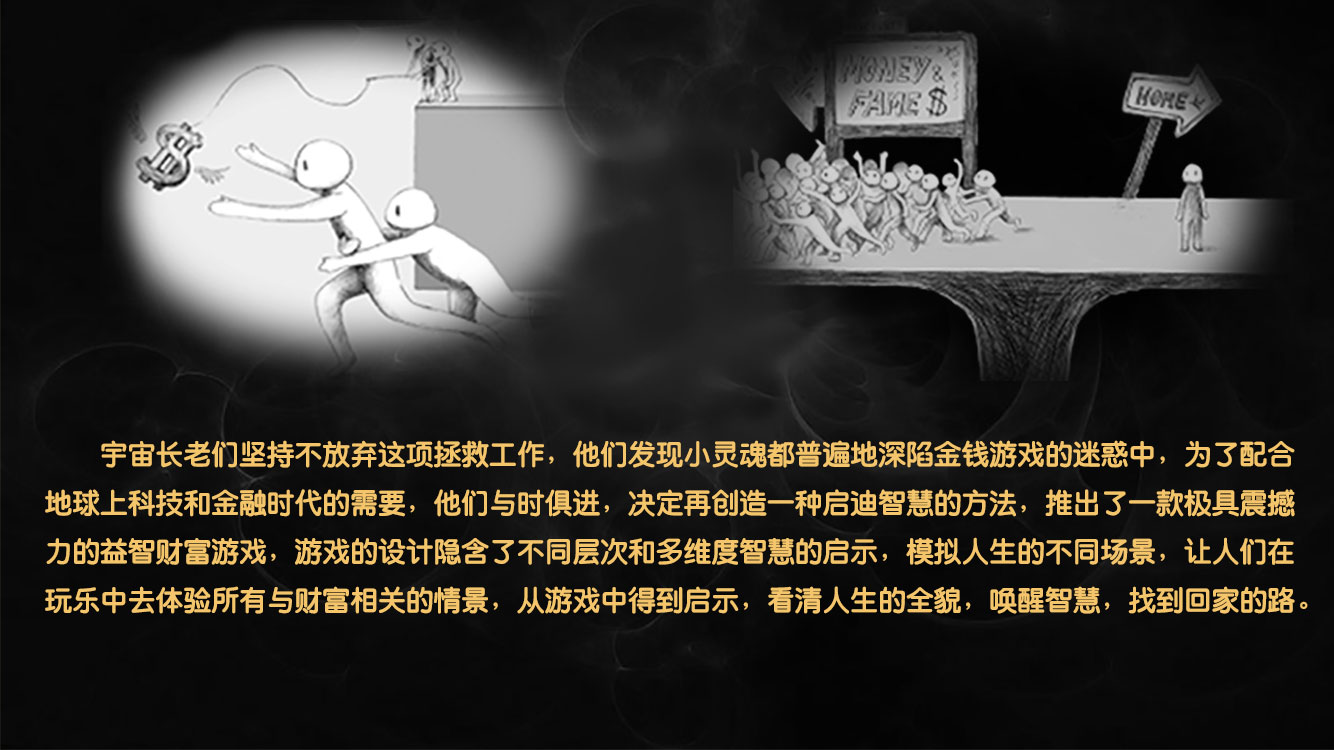 MONEY &
FAME $
HOME
宇宙长老们坚持不放弃这项拯救工作，他们发现小灵魂都普遍地深陷金钱游戏的迷惑中，为了配合
地球上科技和金融时代的需要，他们与时俱进，决定再创造一种启迪智慧的方法，推出了一款极具震撼
力的益智财富游戏，游戏的设计隐含了不同层次和多维度智慧的启示，模拟人生的不同场景，让人们在
玩乐中去体验所有与财富相关的情景，从游戏中得到启示，看清人生的全貌，唤醒智慧，找到回家的路。